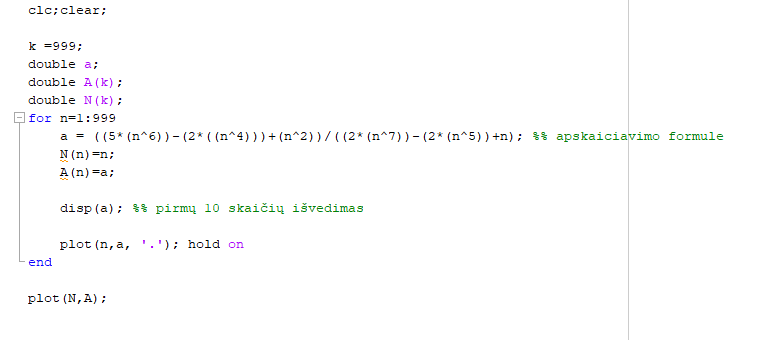 clc;clear;
k =999;
double a;
double A(k);
double N(k);
for n=1:999
a = ((5*(n^6))-(2*((n^4)))+(n^2))/((2*(n^7))-(2*(n^5))+n); %% apskaiciavimo formule
N(n)=n;
A(n)=a;
disp(a); %% pirmų 10 skaičių išvedimas
plot(n,a, '.'); hold on
end
plot(N,A);